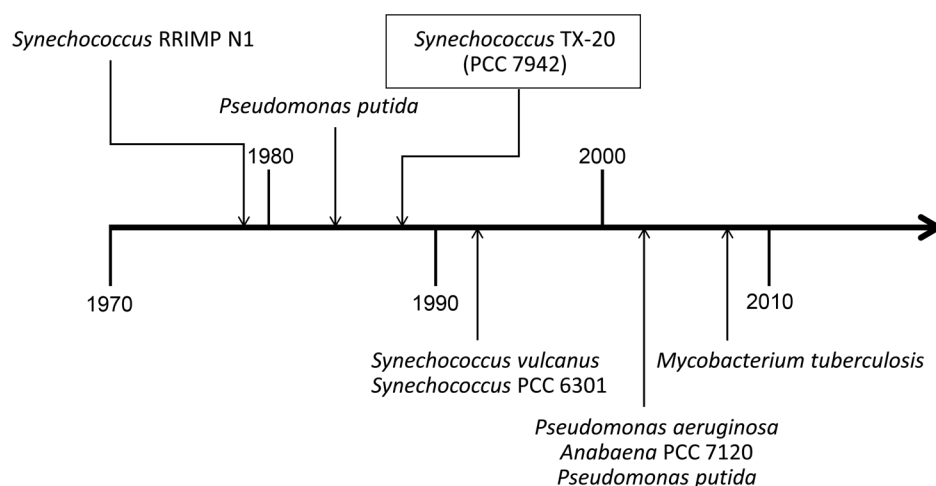 Synechococcus RRIMP N1
Synechococcus TX-20
(PCC 7942)
Pseudomonas putida
1980
2000
1970
1990
2010
Synechococcus vulcanus
Synechococcus PCC 6301
Mycobacterium tuberculosis
Pseudomonas aeruginosa
Anabaena PCC 7120
Pseudomonas putida